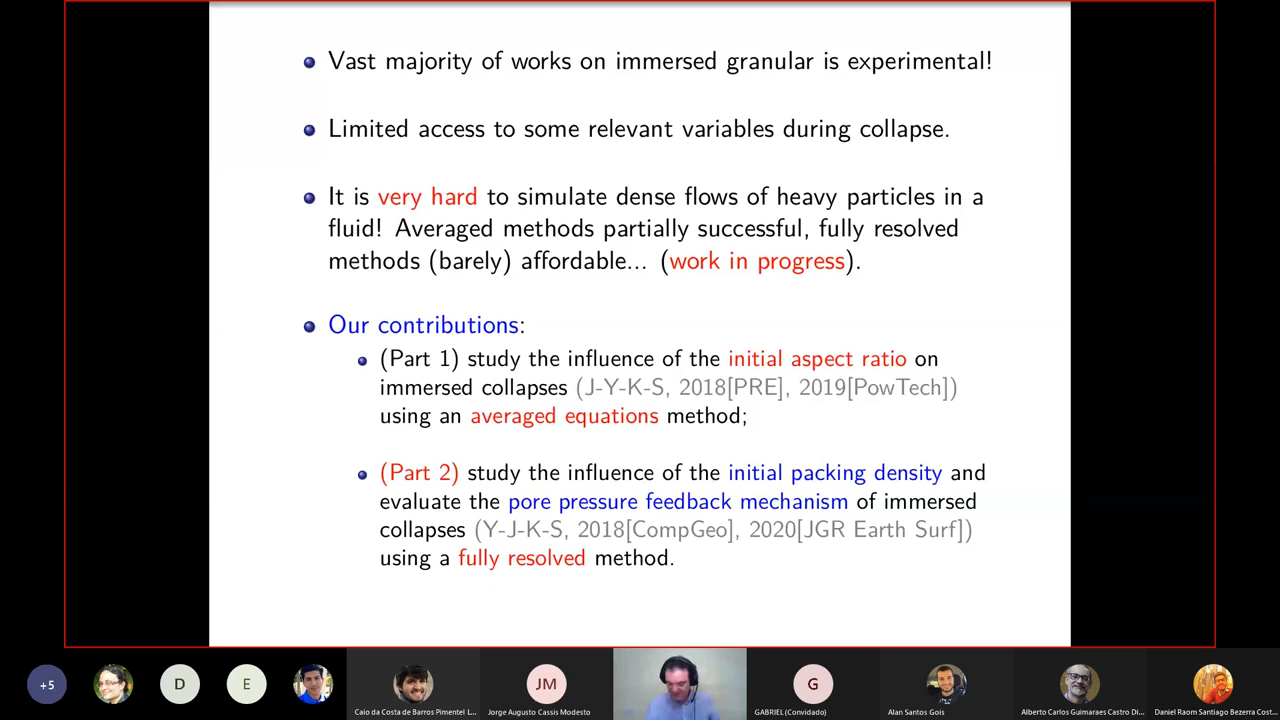 Vast majority of works on immersed granular is experimental!
Limited access to some relevant variables during collapse.
It is very hard to simulate dense flows of heavy particles in a
fluid! Averaged methods partially successful, fully resolved
methods (barely) affordable... (work in progress).
Our contributions:
(Part 1) study the influence of the initial aspect ratio on
immersed collapses (J-Y-K-S, 2018[PRE], 2019[PowTech])
using an averaged equations method;
(Part 2) study the influence of the initial packing density and
evaluate the pore pressure feedback mechanism of immersed
collapses (Y-J-K-S, 2018[CompGeo], 2020[JGR Earth Surf])
using a fully resolved method.
+5
D
E
JM
G
Caio da Costa de Barros Pimentel L...
Jorge Augusto Cassis Modesto
GABRIEL (Convidado)
Alan Santos Gois
Alberto Carlos Guimaraes Castro Di...
Daniel Raom Santiago Bezerra Cost...